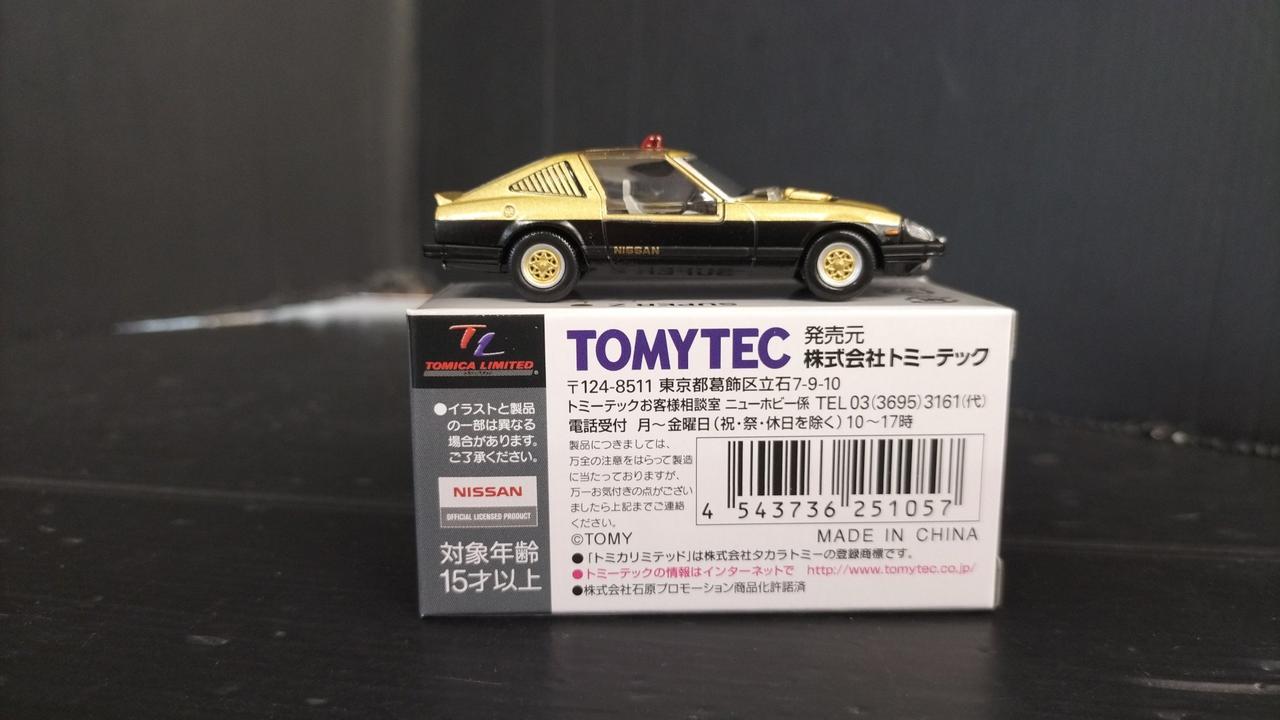 NISSAN
SUPER Z
TL
TOMICA LIMITED
●イラストと製品
の一部は異なる
場合があります。
ご了承ください。
NISSAN
OFFICIAL LICENSED PRODUCT
対象年齢
15才以上
TOMYTEC
発売元
株式会社トミーテック
〒124-8511 東京都葛飾区立石7-9-10
トミーテックお客様相談室 ニューホビー係 TEL 03(3695)3161(代)
電話受付 月～金曜日(祝・祭・休日を除く)10～17時
製品につきましては、
万全の注意をはらって製造
に当たっておりますが、
万一お気付きの点がござい
ましたら上記までご連絡
ください。
4 543736 251057
©TOMY
MADE IN CHINA
●「トミカリミテッド」は株式会社タカラトミーの登録商標です。
●トミーテックの情報はインターネットで http://www.tomytec.co.jp/
●株式会社石原プロモーション商品化許諾済